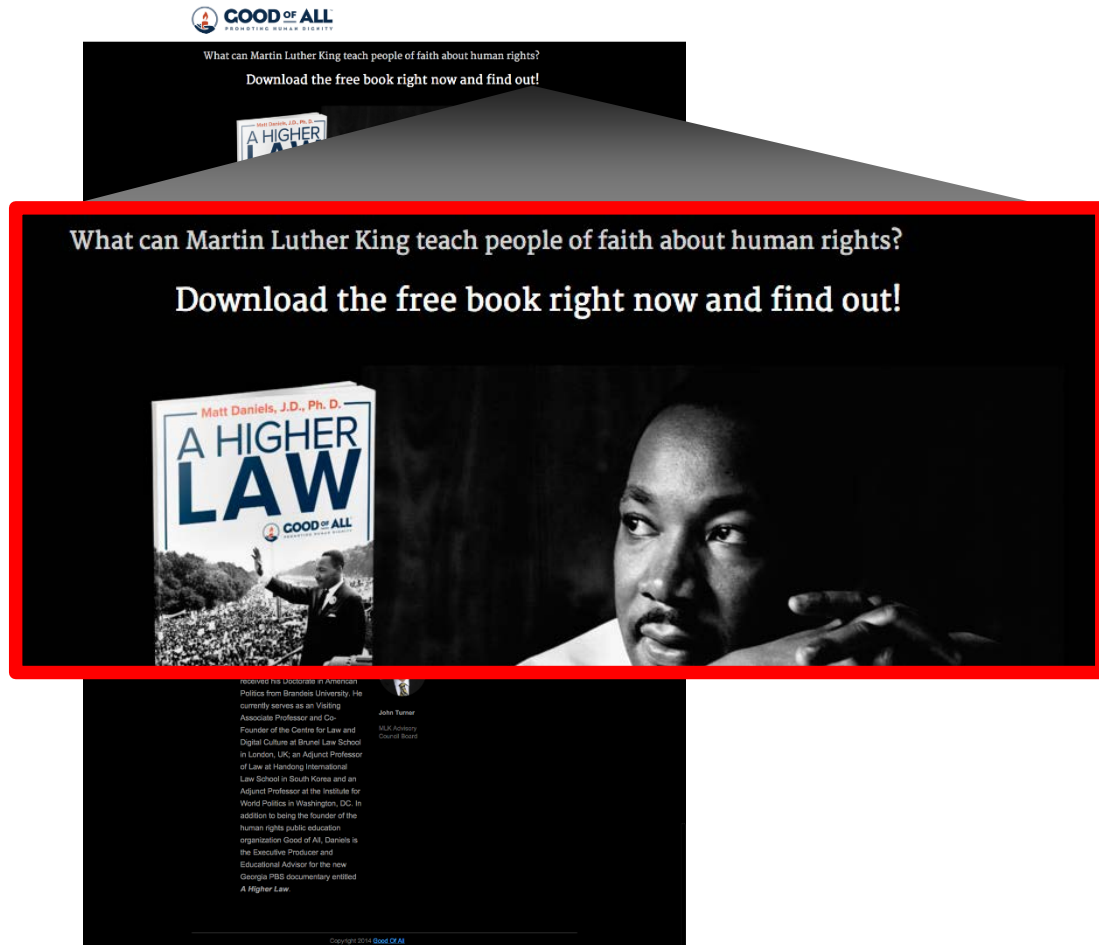 GOOD OF ALL
PROMOTING HUMAN DIGNITY
What can Martin Luther King teach people of faith about human rights?
Download the free book right now and find out!
Matt Daniels, J.D., Ph. D.
A HIGHER
What can Martin Luther King teach people of faith about human rights?
Download the free book right now and find out!
Matt Daniels, J.D., Ph. D.
A HIGHER
LAW
GOOD OF ALL
PROMOTING HUMAN DIGNITY
received his Doctorate in American
Politics from Brandeis University. He
currently serves as an Visiting
Associate Professor and Co-
Founder of the Centre for Law and
Digital Culture at Brunel Law School
in London, UK; an Adjunct Professor
of Law at Handong International
Law School in South Korea and an
Adjunct Professor at the Institute for
World Politics in Washington, DC. In
addition to being the founder of the
human rights public education
organization Good of All, Daniels is
the Executive Producer and
Educational Advisor for the new
Georgia PBS documentary entitled
A Higher Law.
John Turner
MLK Advisory
Council Board
Copyright 2014 Good Of All